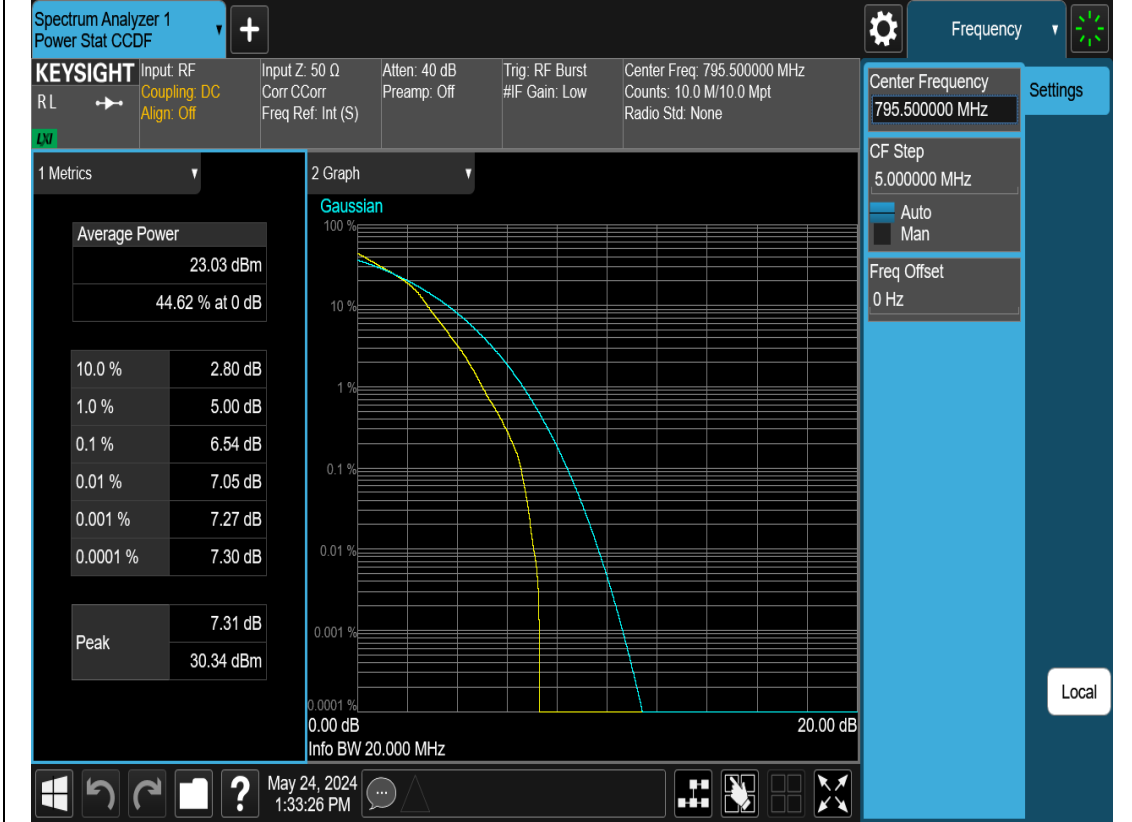 Spectrum Analyzer 1
Power Stat CCDF
+
Frequency
KEYSIGHT
RL
LXI
Input: RF
Coupling: DC
Align: Off
Input Z: 50 Ω
Corr CCorr
Freq Ref: Int (S)
Atten: 40 dB
Preamp: Off
Trig: RF Burst
#IF Gain: Low
Center Freq: 795.500000 MHz
Counts: 10.0 M/10.0 Mpt
Radio Std: None
Center Frequency
795.500000 MHz
Settings
CF Step
5.000000 MHz
Auto
Man
Freq Offset
0 Hz
Local
1 Metrics
Average Power
23.03 dBm
44.62 % at 0 dB
10.0 % 2.80 dB
1.0 % 5.00 dB
0.1 % 6.54 dB
0.01 % 7.05 dB
0.001 % 7.27 dB
0.0001 % 7.30 dB
Peak
7.31 dB
30.34 dBm
2 Graph
Gaussian
100 %
10 %
1 %
0.1 %
0.01 %
0.001 %
0.0001 %
0.00 dB 20.00 dB
Info BW 20.000 MHz
?
May 24, 2024
1:33:26 PM